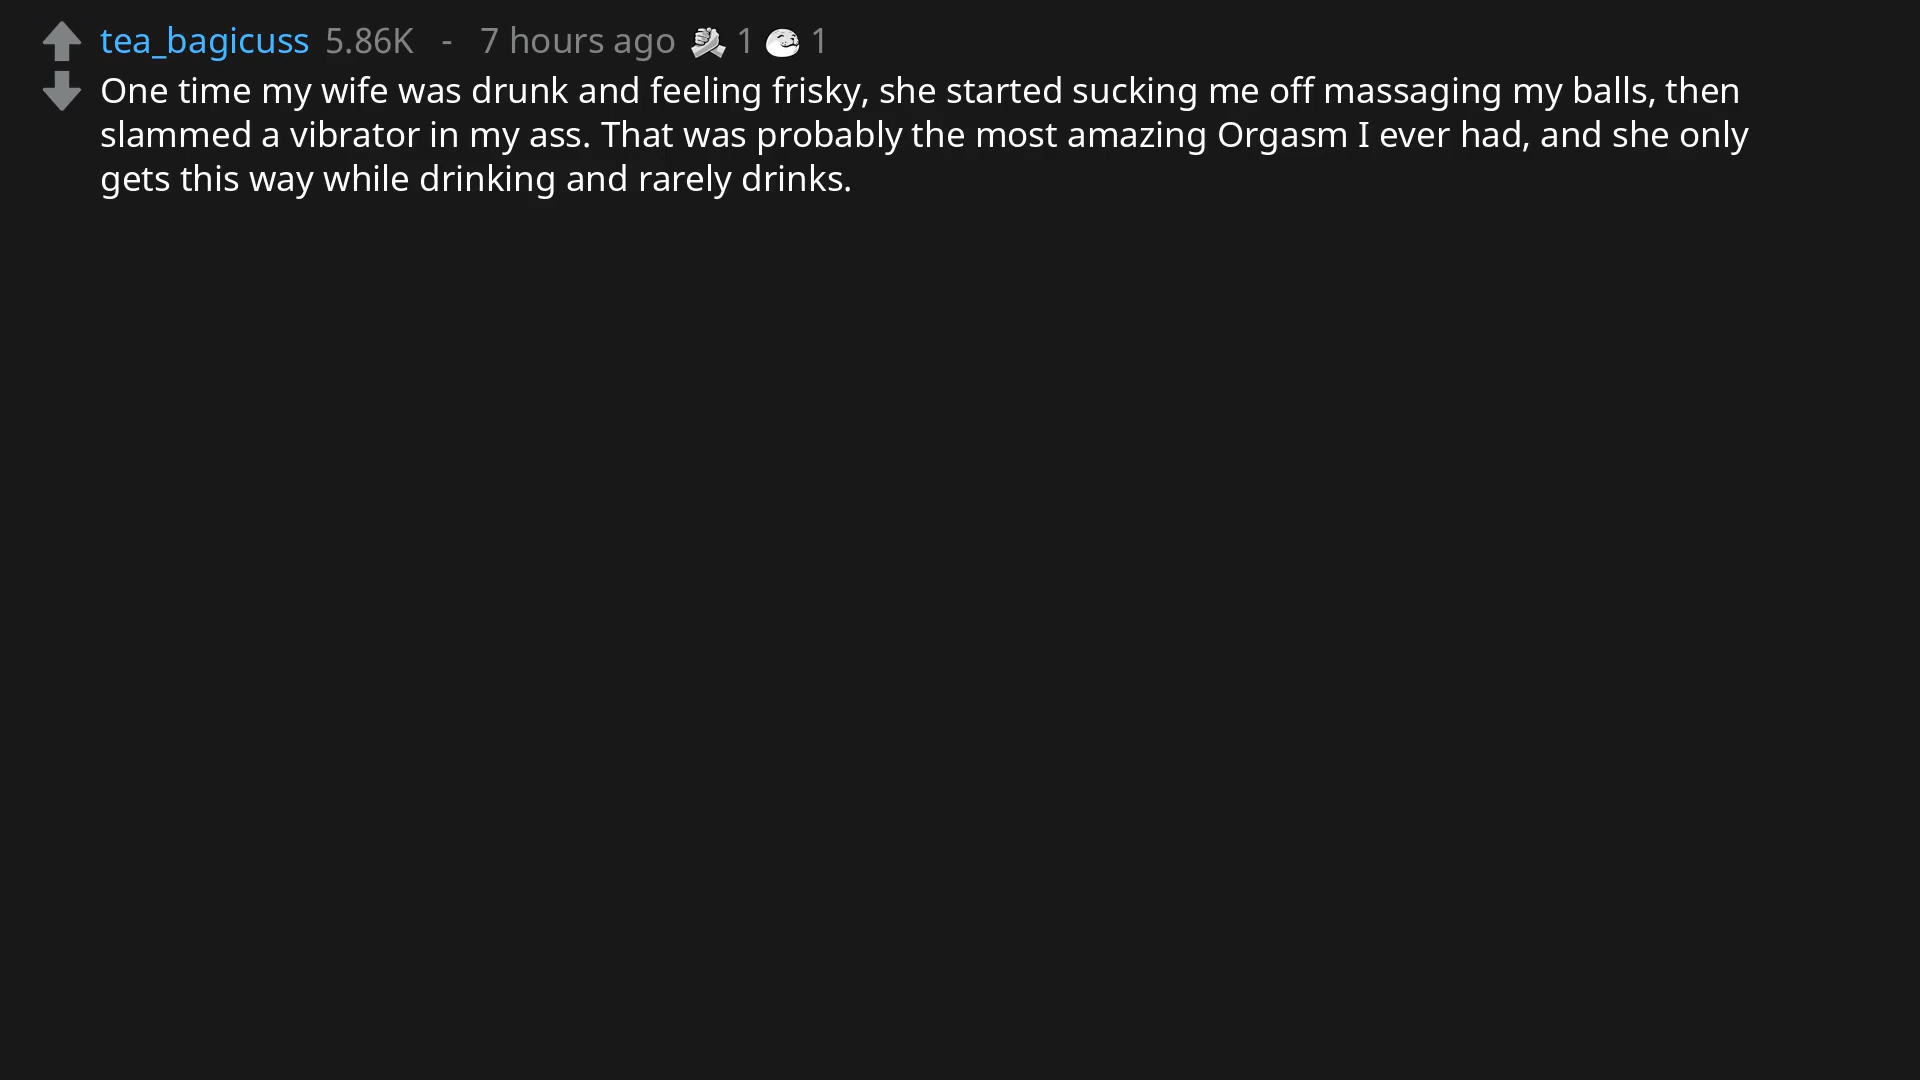 tea_bagicuss 5.86K - 7 hours ago 1 1
One time my wife was drunk and feeling frisky, she started sucking me off massaging my balls, then
slammed a vibrator in my ass. That was probably the most amazing Orgasm I ever had, and she only
gets this way while drinking and rarely drinks.